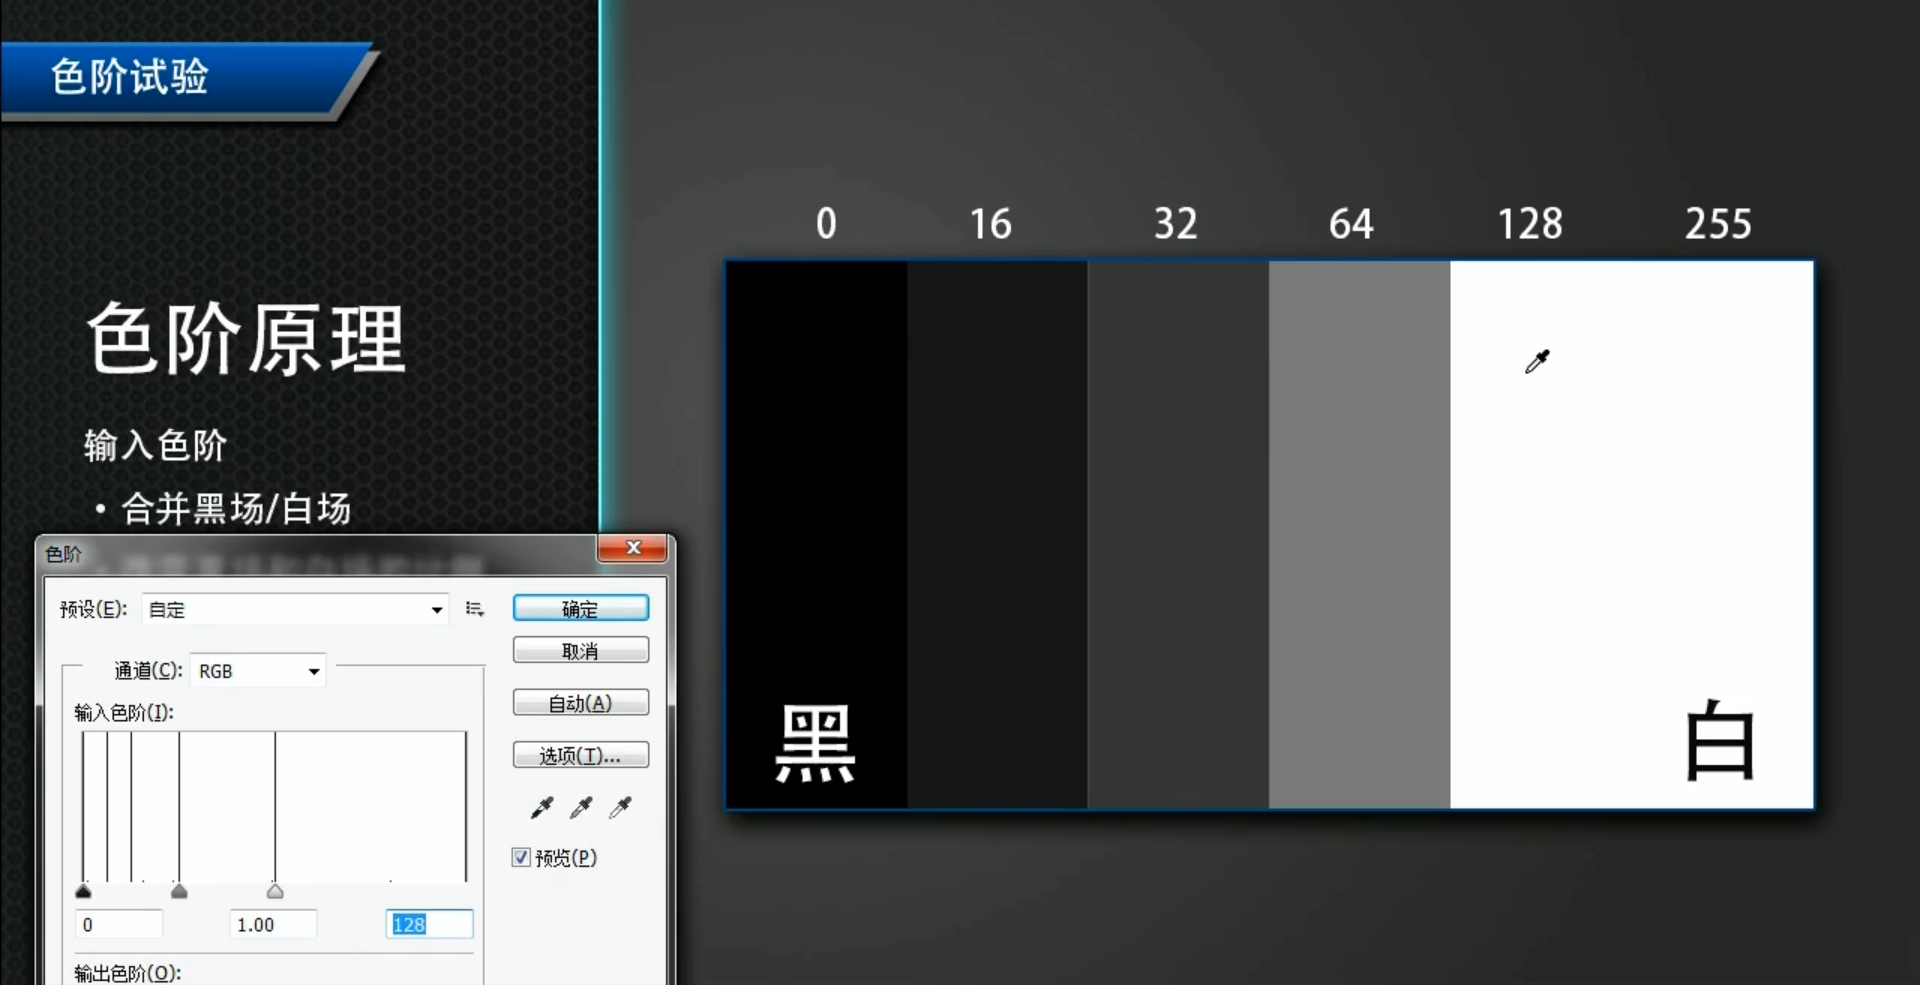 色阶试验
色阶原理
输入色阶
• 合并黑场/白场
0 16 32 64 128 255
黑
白
色阶
预设(E): 自定
确定
取消
通道(C): RGB
自动(A)
输入色阶(I):
选项(T)...
预览(P)
0 1.00 128
输出色阶(O):